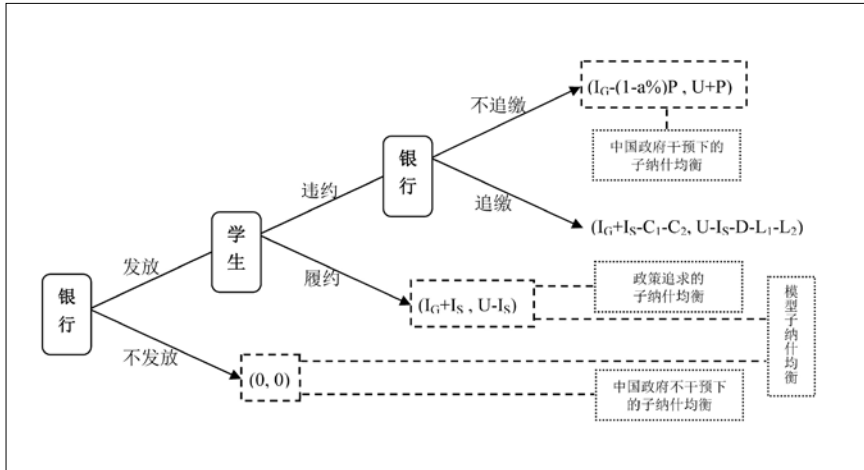 (I_G-(1-a%)P , U+P)
不追缴
中国政府干预下的
子纳什均衡
银
行
违约
追缴
(I_G+I_S-C_1-C_2, U-I_S-D-L_1-L_2)
学
生
发放
履约
政策追求的
子纳什均衡
模型子纳什均衡
银
行
(I_G+I_S , U-I_S)
不发放
(0, 0)
中国政府不干预下
的子纳什均衡